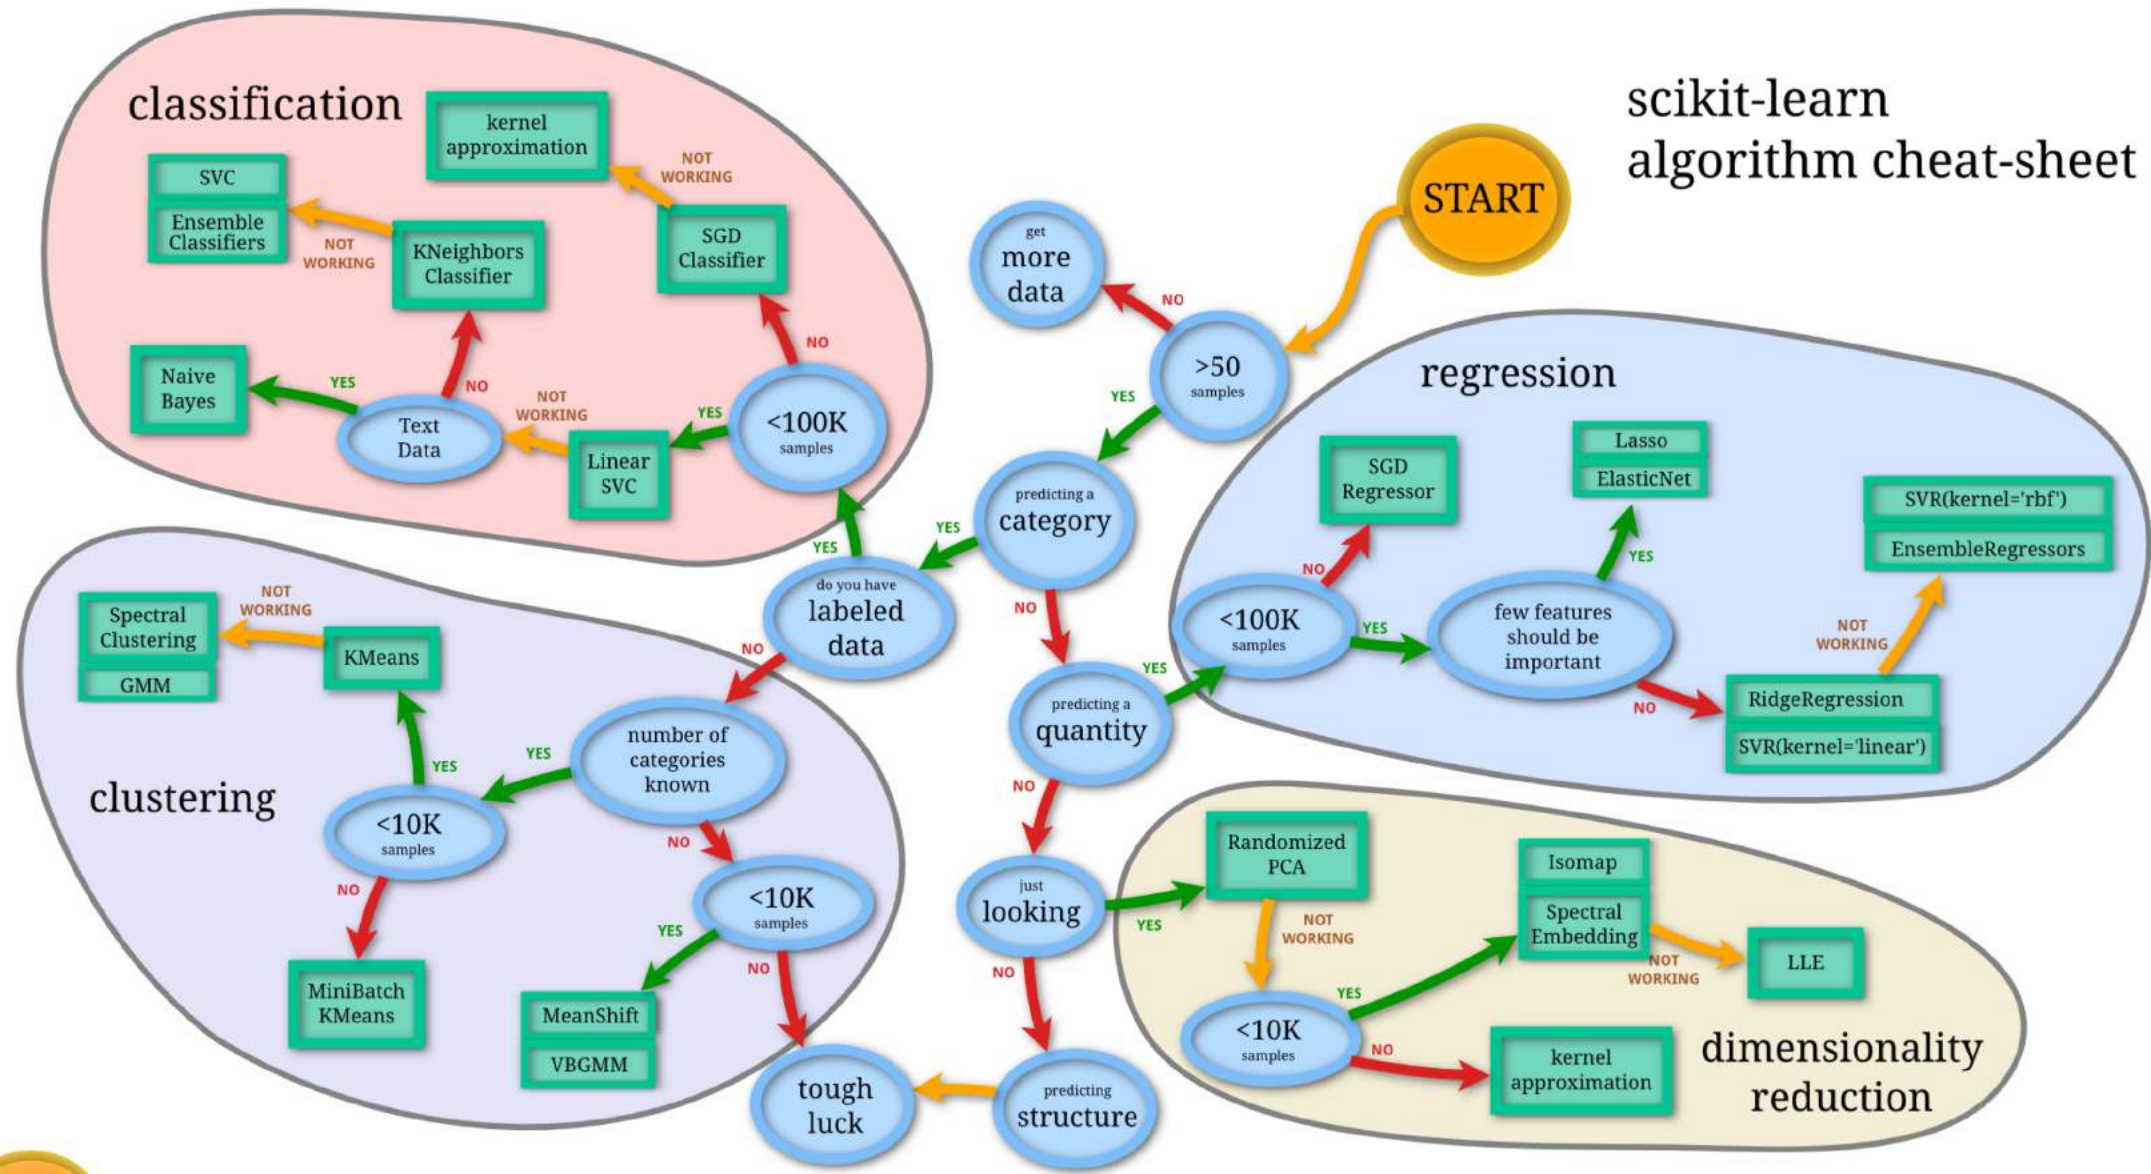 scikit-learn
algorithm cheat-sheet
START
get
more
data
NO
>50
samples
YES
predicting a
category
YES
NO
do you have
labeled
data
YES
NO
predicting a
quantity
YES
NO
just
looking
YES
NO
predicting
structure
tough
luck
classification
kernel
approximation
NOT
WORKING
SVC
Ensemble
Classifiers
NOT
WORKING
KNeighbors
Classifier
SGD
Classifier
NO
Naive
Bayes
YES
NO
Text
Data
NOT
WORKING
Linear
SVC
YES
<100K
samples
regression
SGD
Regressor
Lasso
ElasticNet
SVR(kernel='rbf')
EnsembleRegressors
NO
YES
<100K
samples
YES
few features
should be
important
NOT
WORKING
NO
RidgeRegression
SVR(kernel='linear')
clustering
Spectral
Clustering
GMM
NOT
WORKING
KMeans
YES
number of
categories
known
YES
NO
<10K
samples
NO
<10K
samples
YES
NO
MiniBatch
KMeans
MeanShift
VBGMM
dimensionality
reduction
Randomized
PCA
NOT
WORKING
Isomap
Spectral
Embedding
NOT
WORKING
LLE
YES
<10K
samples
NO
kernel
approximation